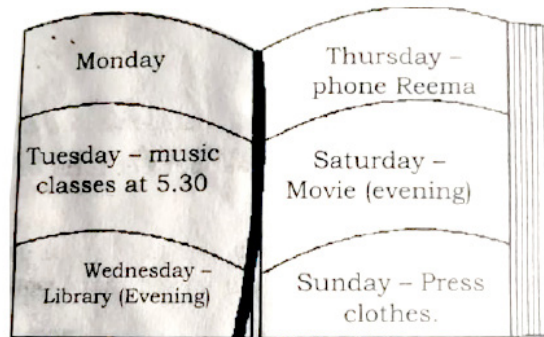 Monday
Tuesday – music
classes at 5.30
Wednesday –
Library (Evening)
Thursday –
phone Reema
Saturday –
Movie (evening)
Sunday – Press
clothes.